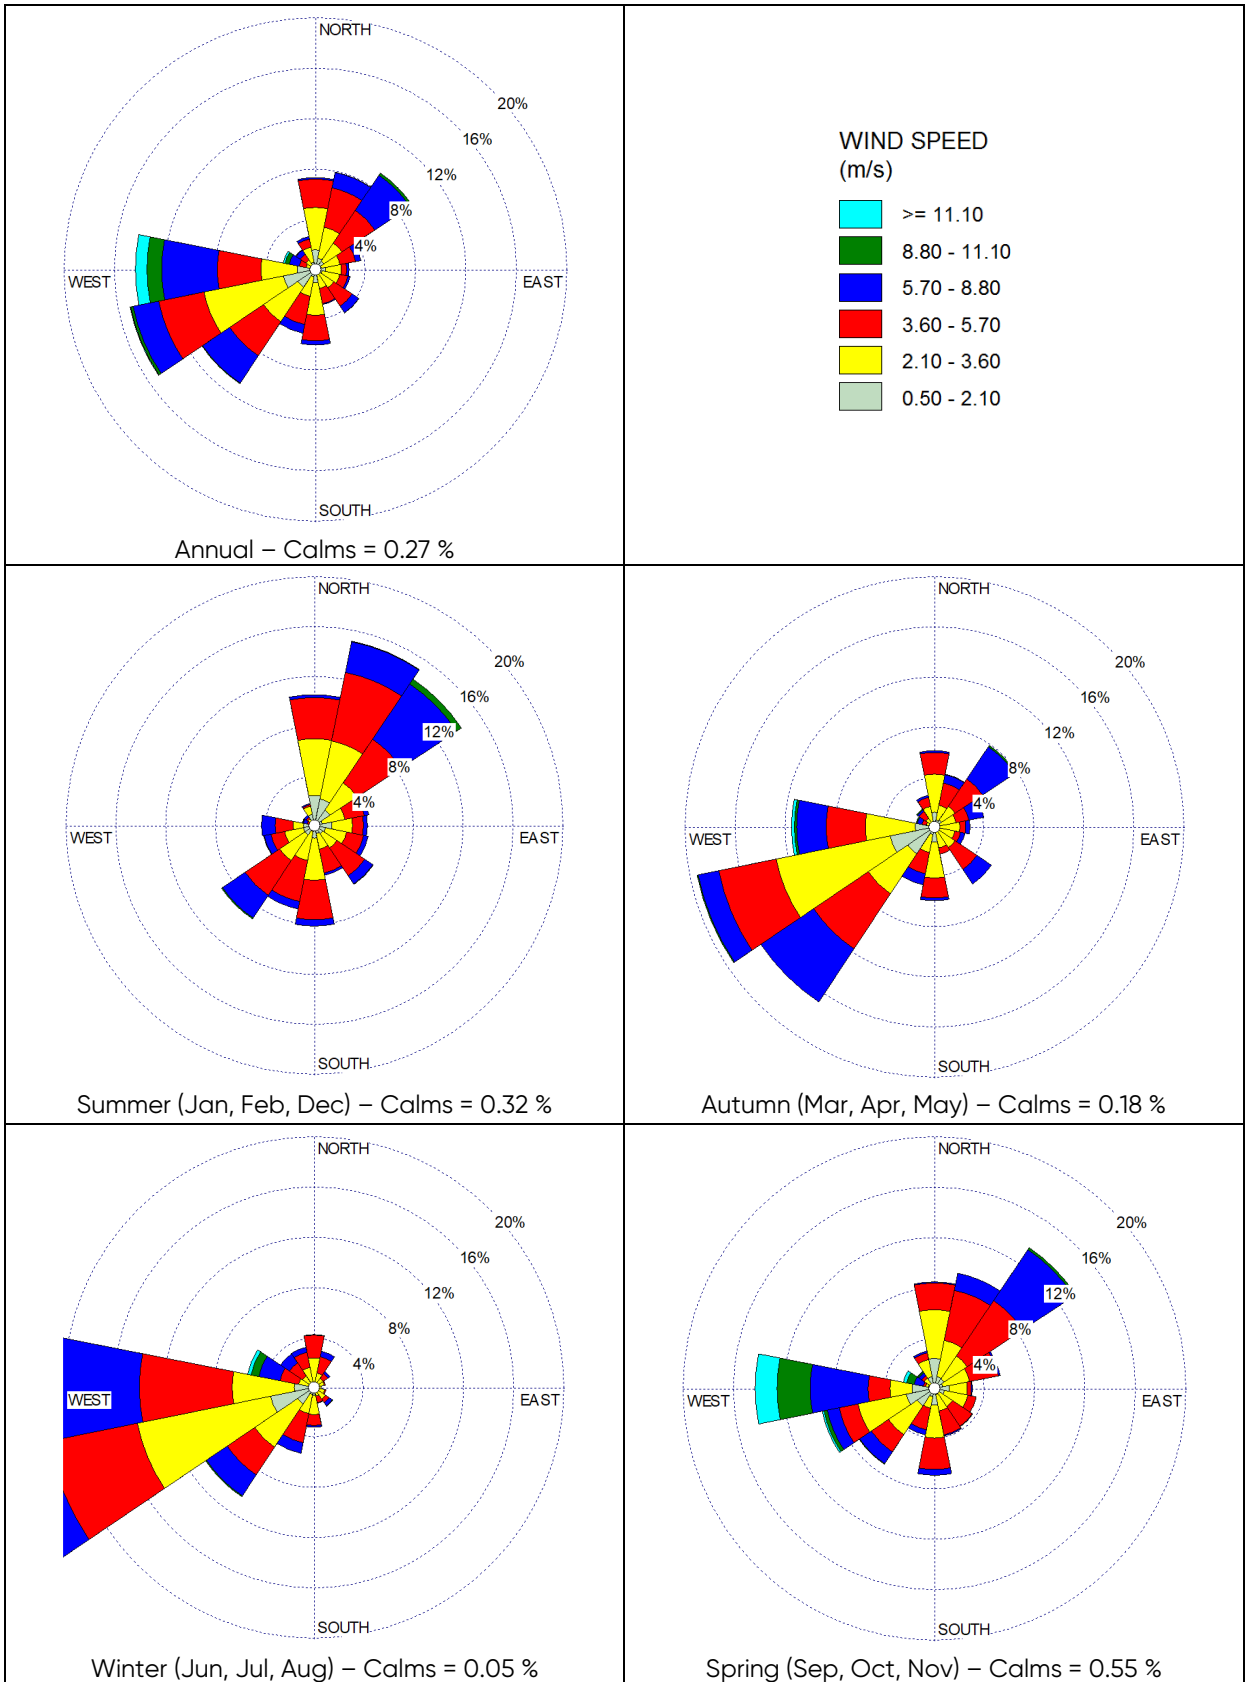 NORTH
20%
16%
12%
8%
4%
WEST
EAST
SOUTH
Annual – Calms = 0.27 %
WIND SPEED
(m/s)
>= 11.10
8.80 - 11.10
5.70 - 8.80
3.60 - 5.70
2.10 - 3.60
0.50 - 2.10
NORTH
20%
16%
12%
8%
4%
WEST
EAST
SOUTH
Summer (Jan, Feb, Dec) – Calms = 0.32 %
NORTH
20%
16%
12%
8%
4%
WEST
EAST
SOUTH
Autumn (Mar, Apr, May) – Calms = 0.18 %
NORTH
20%
16%
12%
8%
4%
WEST
EAST
SOUTH
Winter (Jun, Jul, Aug) – Calms = 0.05 %
NORTH
20%
16%
12%
8%
4%
WEST
EAST
SOUTH
Spring (Sep, Oct, Nov) – Calms = 0.55 %